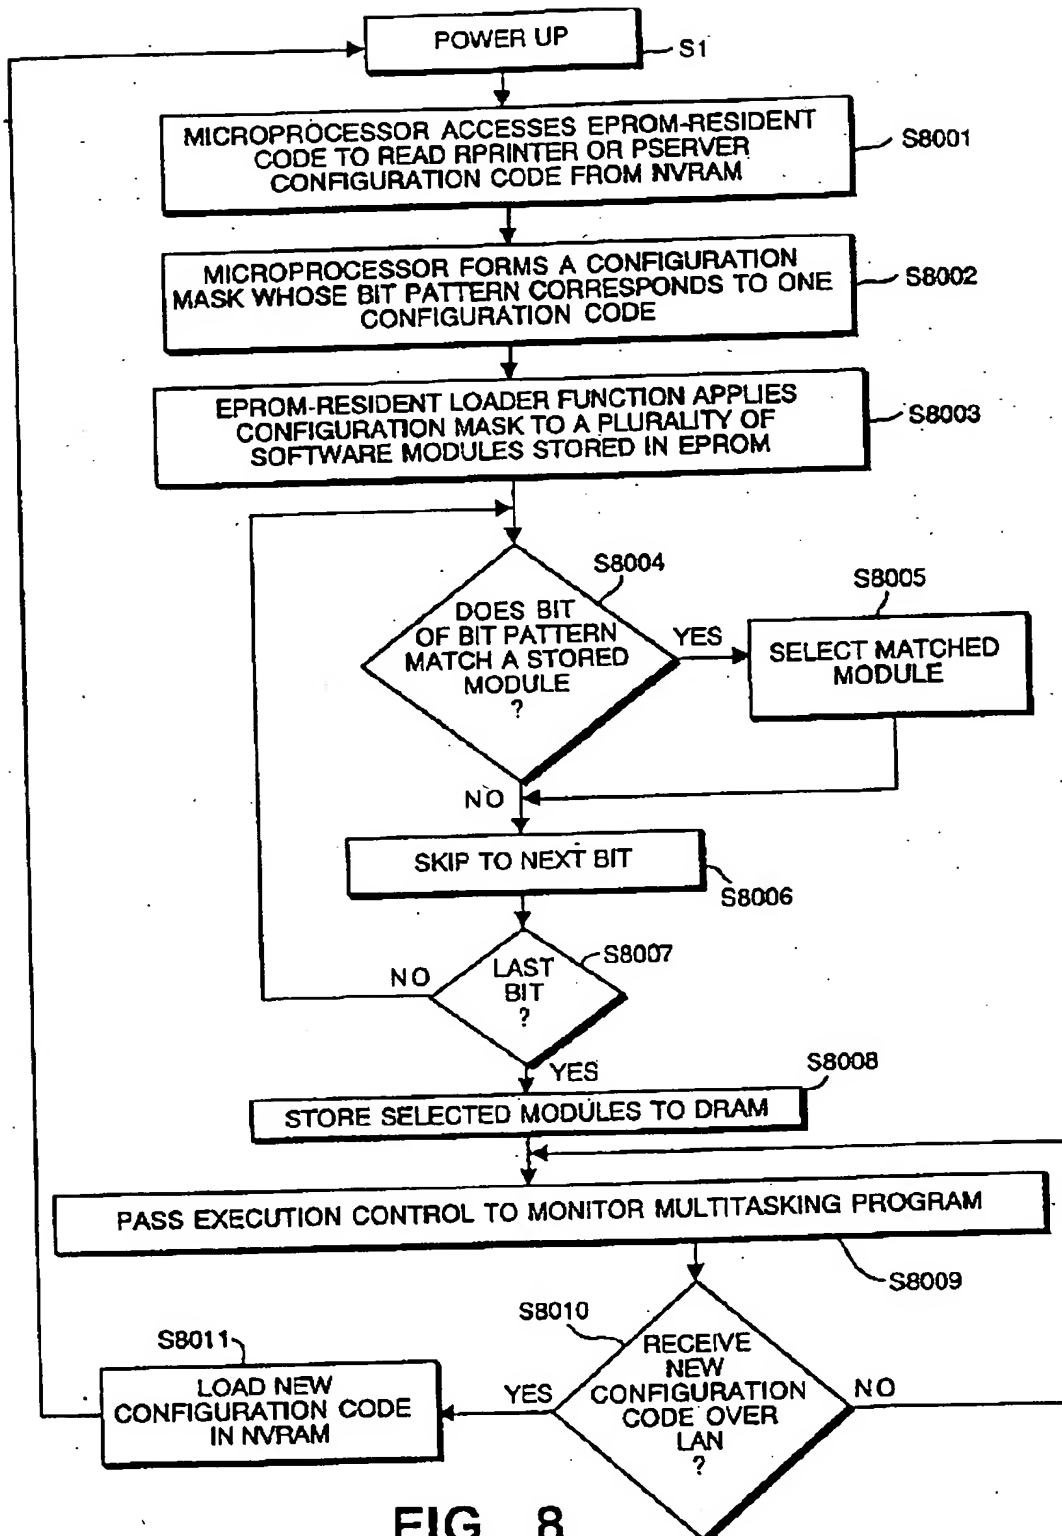 POWER UP
S1
MICROPROCESSOR ACCESSES EPROM-RESIDENT
CODE TO READ RPRINTER OR PSERVER
CONFIGURATION CODE FROM NVRAM
S8001
MICROPROCESSOR FORMS A CONFIGURATION
MASK WHOSE BIT PATTERN CORRESPONDS TO ONE
CONFIGURATION CODE
S8002
EPROM-RESIDENT LOADER FUNCTION APPLIES
CONFIGURATION MASK TO A PLURALITY OF
SOFTWARE MODULES STORED IN EPROM
S8003
S8004
DOES BIT
OF BIT PATTERN
MATCH A STORED
MODULE
?
YES
S8005
SELECT MATCHED
MODULE
NO
SKIP TO NEXT BIT
S8006
S8007
LAST
BIT
?
NO
YES
S8008
STORE SELECTED MODULES TO DRAM
PASS EXECUTION CONTROL TO MONITOR MULTITASKING PROGRAM
S8009
S8010
RECEIVE
NEW
CONFIGURATION
CODE OVER
LAN
?
YES
NO
S8011
LOAD NEW
CONFIGURATION CODE
IN NVRAM
FIG. 8